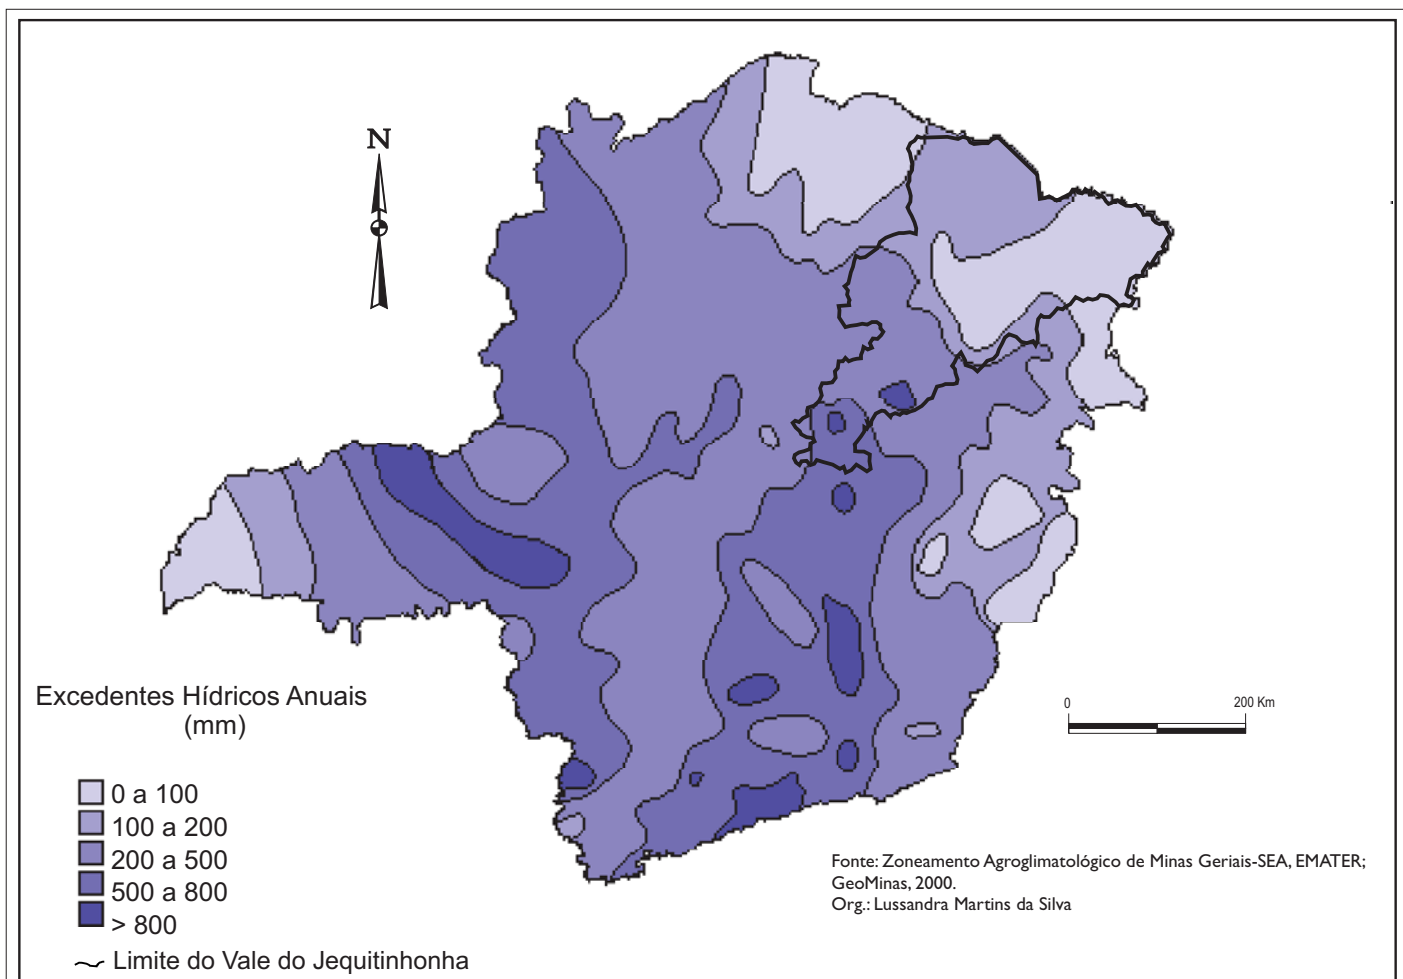 N
Excedentes Hídricos Anuais
(mm)
0 a 100
100 a 200
200 a 500
500 a 800
> 800
Limite do Vale do Jequitinhonha
0 200 Km
Fonte: Zoneamento Agroglimatológico de Minas Geriais-SEA, EMATER;
GeoMinas, 2000.
Org.: Lussandra Martins da Silva